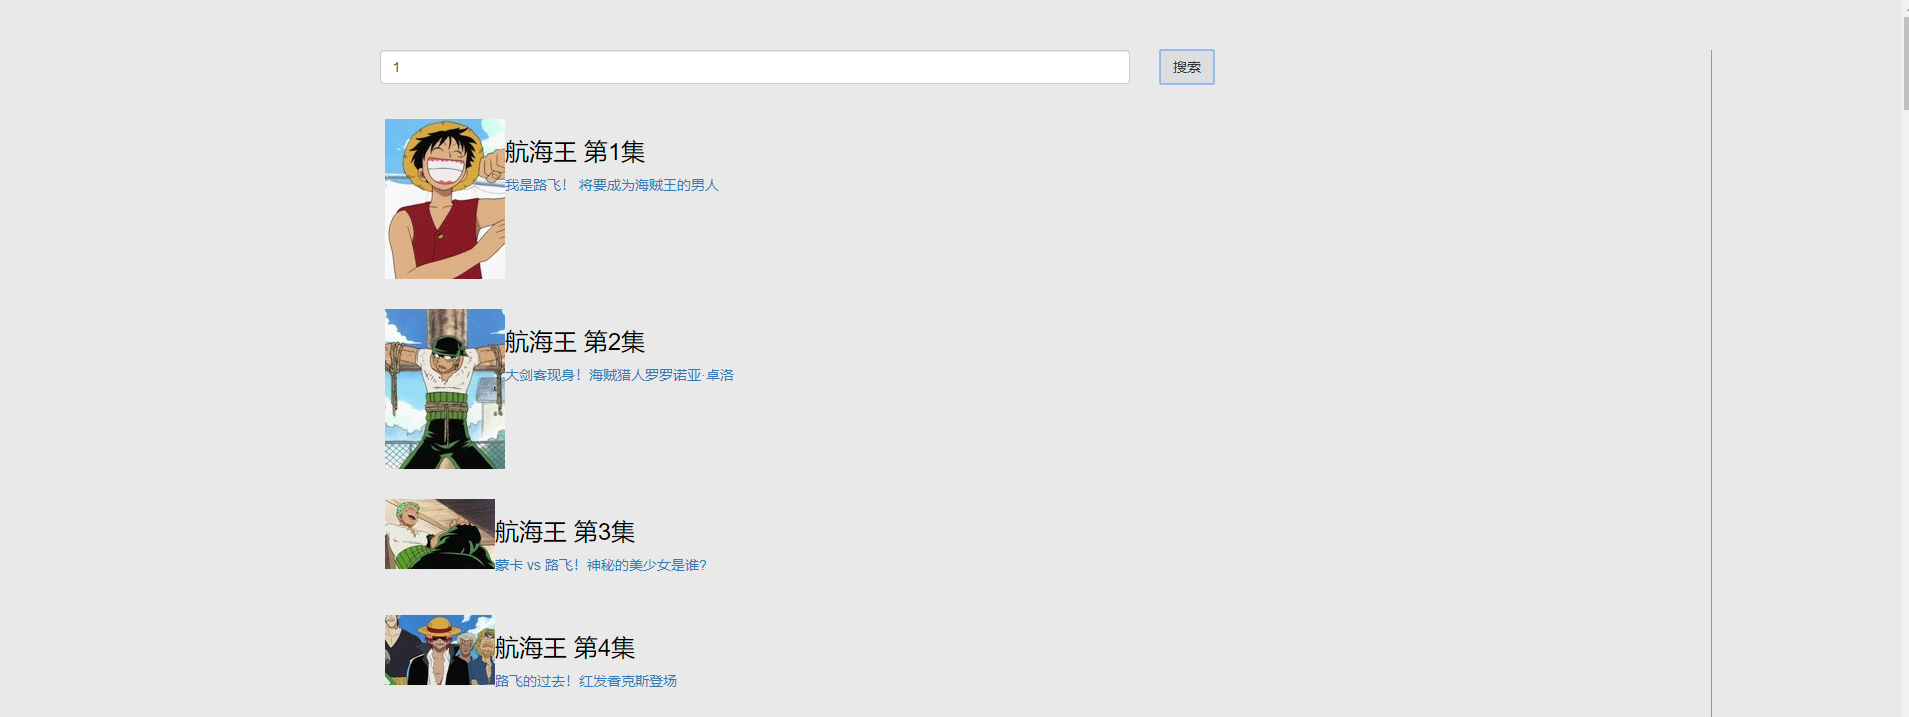 1
搜索
航海王 第1集
我是路飞! 将要成为海贼王的男人
航海王 第2集
大剑客现身! 海贼猎人罗罗诺亚·卓洛
航海王 第3集
蒙卡 vs 路飞! 神秘的美少女是谁?
航海王 第4集
路飞的过去! 红发香克斯登场